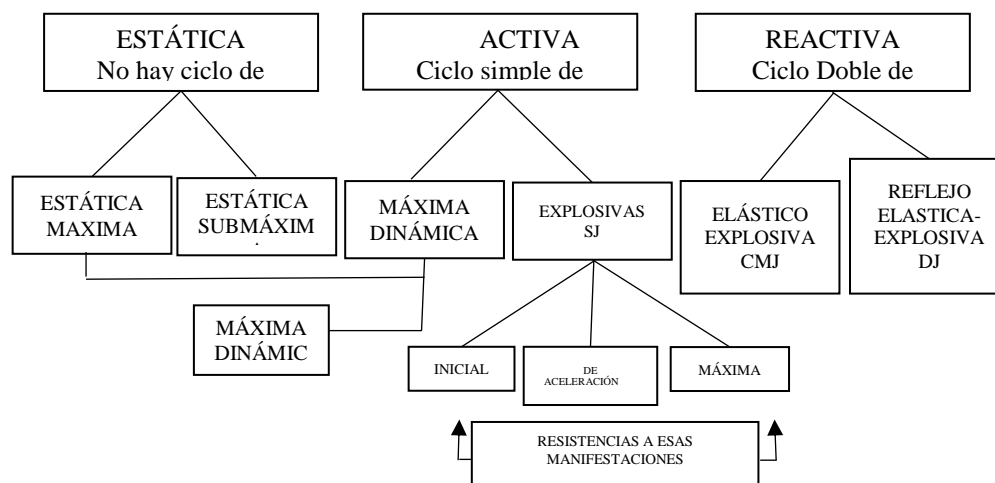 ESTÁTICA
No hay ciclo de
ACTIVA
Ciclo simple de
REACTIVA
Ciclo Doble de
ESTÁTICA
MAXIMA
ESTÁTICA
SUBMÁXIM
MÁXIMA
DINÁMICA
EXPLOSIVAS
SJ
ELÁSTICO
EXPLOSIVA
CMJ
REFLEJO
ELASTICA-
EXPLOSIVA
DJ
MÁXIMA
DINÁMIC
INICIAL
DE
ACELERACIÓN
MÁXIMA
RESISTENCIAS A ESAS
MANIFESTACIONES